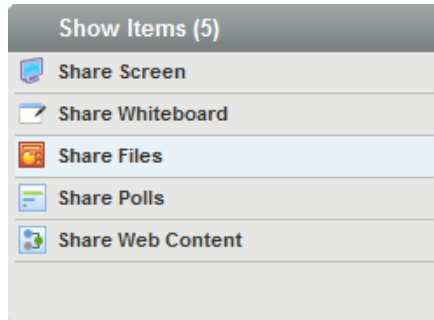 Show Items (5)
Share Screen
Share Whiteboard
Share Files
Share Polls
Share Web Content